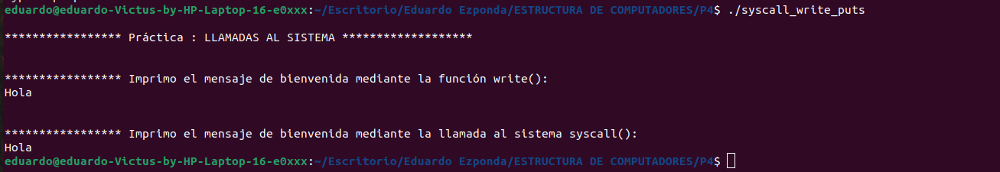 eduardo@eduardo-Victus-by-HP-Laptop-16-e0xxx:~/Escritorio/Eduardo Ezponda/ESTRUCTURA DE COMPUTADORES/P4$ ./syscall_write_puts
***************** Práctica : LLAMADAS AL SISTEMA *******************
***************** Imprimo el mensaje de bienvenida mediante la función write():
Hola
***************** Imprimo el mensaje de bienvenida mediante la llamada al sistema syscall():
Hola
eduardo@eduardo-Victus-by-HP-Laptop-16-e0xxx:~/Escritorio/Eduardo Ezponda/ESTRUCTURA DE COMPUTADORES/P4$